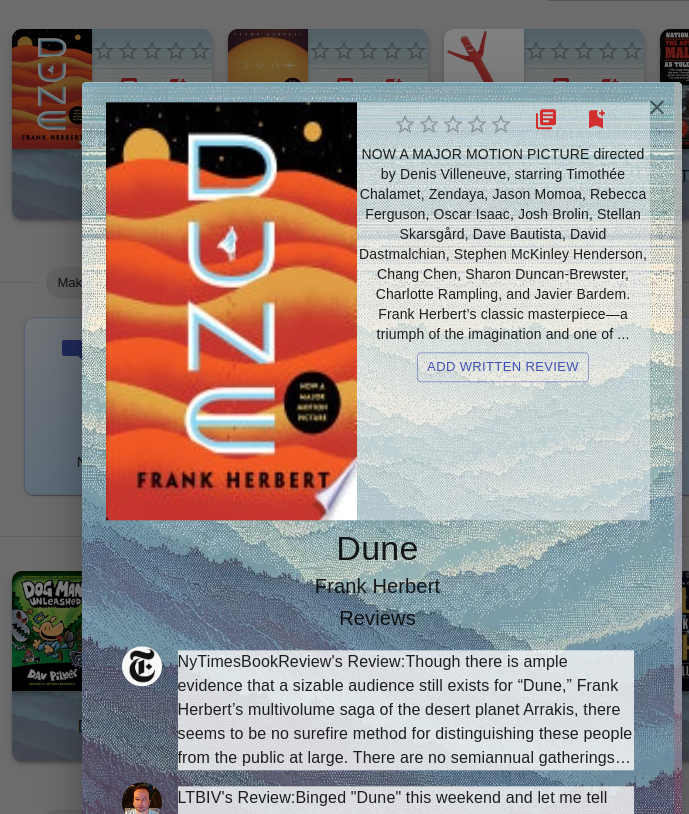 DUNE
FRANK HERBERT
NATION
AS TOLD
Mak
DOG MAN
UNLEASHED
DAV PILKEY
DUNE
NOW A
MAJOR
MOTION
PICTURE
FRANK HERBERT
NOW A MAJOR MOTION PICTURE directed
by Denis Villeneuve, starring Timothée
Chalamet, Zendaya, Jason Momoa, Rebecca
Ferguson, Oscar Isaac, Josh Brolin, Stellan
Skarsgård, Dave Bautista, David
Dastmalchian, Stephen McKinley Henderson,
Chang Chen, Sharon Duncan-Brewster,
Charlotte Rampling, and Javier Bardem.
Frank Herbert’s classic masterpiece—a
triumph of the imagination and one of ...
ADD WRITTEN REVIEW
Dune
Frank Herbert
Reviews
NyTimesBookReview's Review:Though there is ample
evidence that a sizable audience still exists for “Dune,” Frank
Herbert’s multivolume saga of the desert planet Arrakis, there
seems to be no surefire method for distinguishing these people
from the public at large. There are no semiannual gatherings…
LTBIV's Review:Binged "Dune" this weekend and let me tell